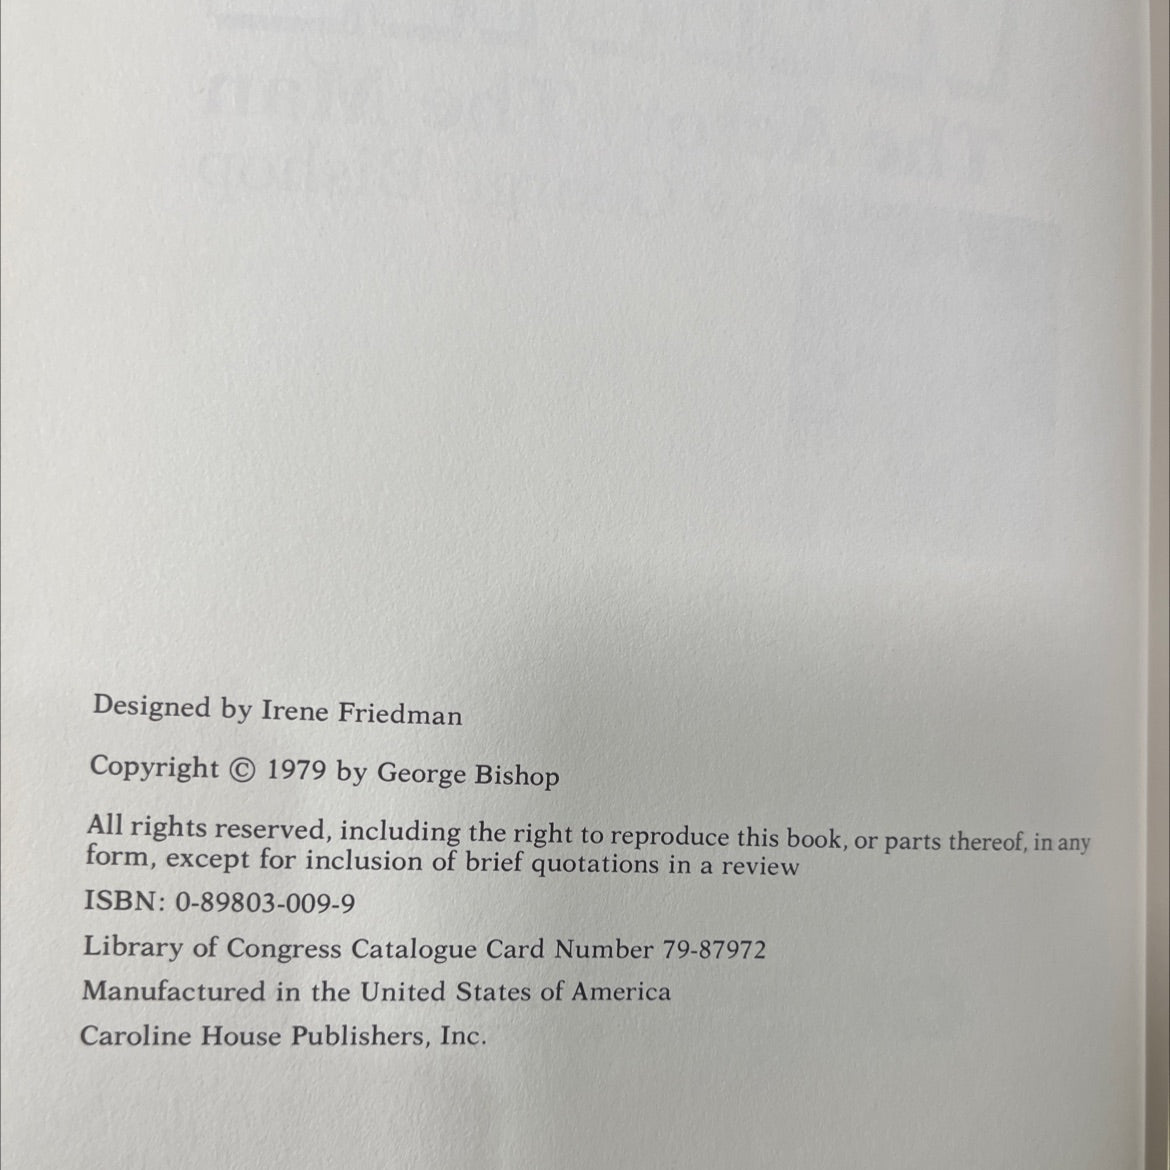 Designed by Irene Friedman
Copyright © 1979 by George Bishop
All rights reserved, including the right to reproduce this book, or parts thereof, in any
form, except for inclusion of brief quotations in a review
ISBN: 0-89803-009-9
Library of Congress Catalogue Card Number 79-87972
Manufactured in the United States of America
Caroline House Publishers, Inc.